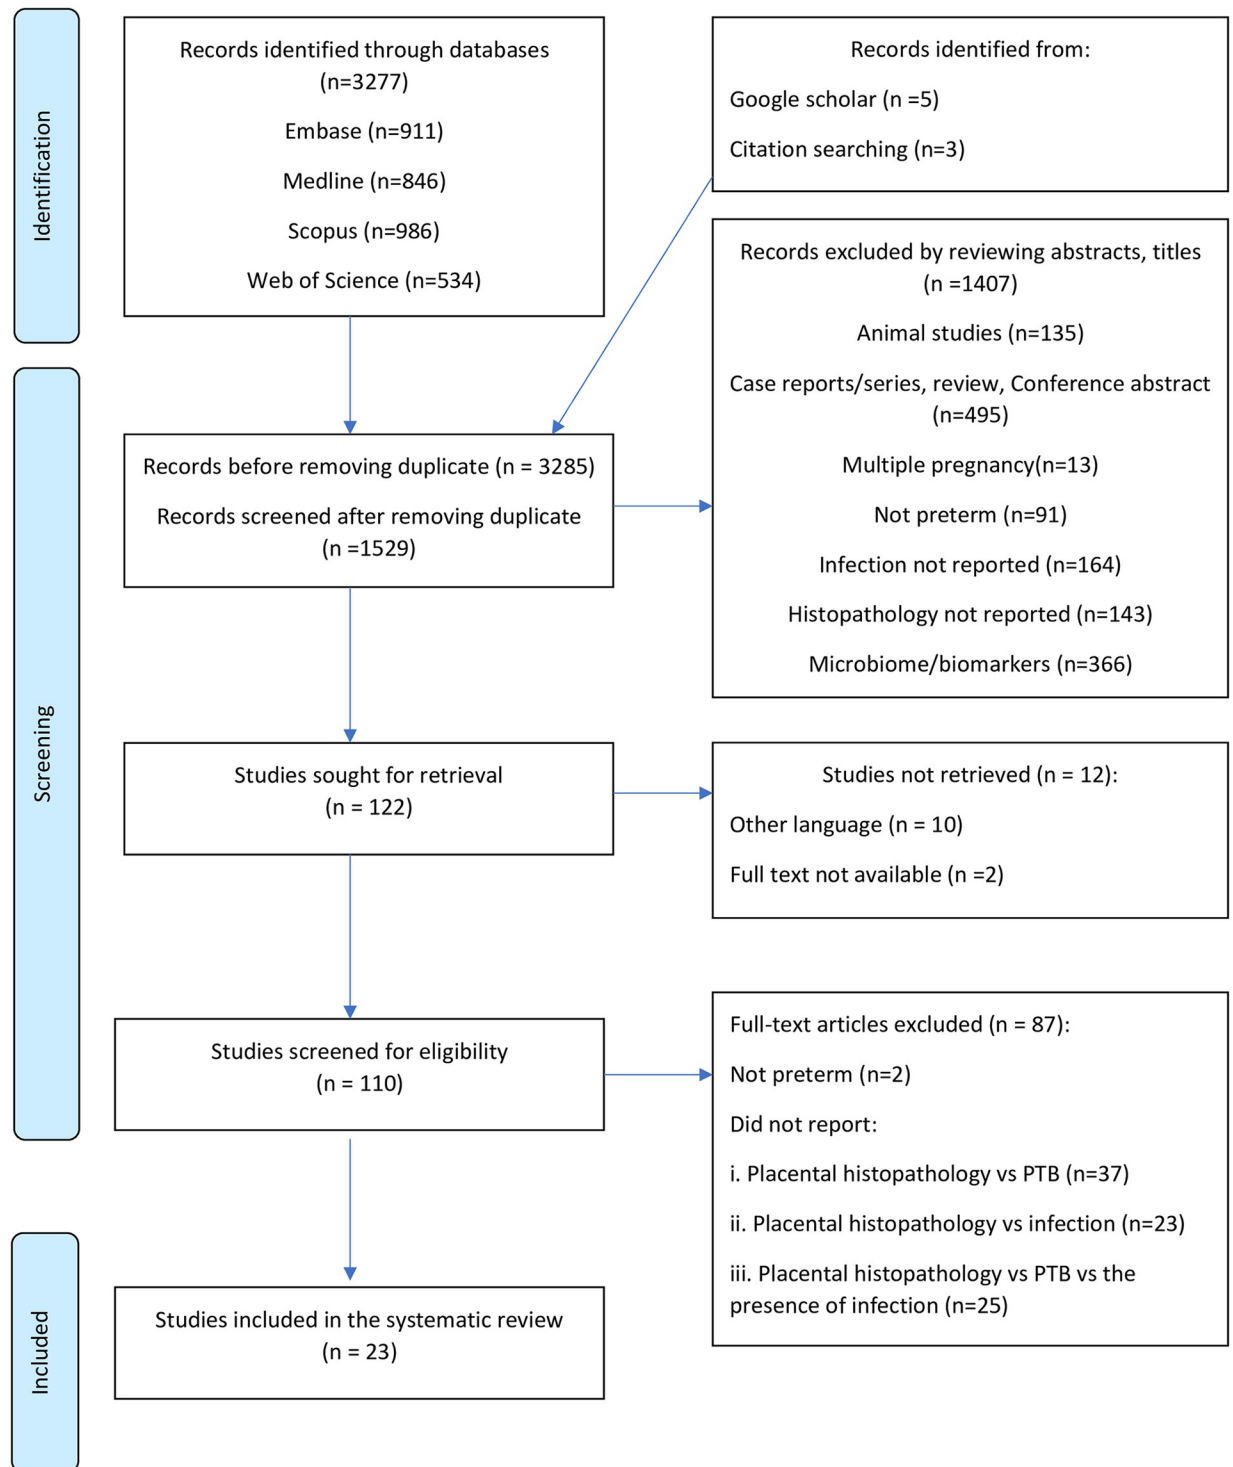 Identification
Records identified through databases
(n=3277)
Embase (n=911)
Medline (n=846)
Scopus (n=986)
Web of Science (n=534)
Records identified from:
Google scholar (n =5)
Citation searching (n=3)
Screening
Records before removing duplicate (n = 3285)
Records screened after removing duplicate
(n =1529)
Records excluded by reviewing abstracts, titles
(n =1407)
Animal studies (n=135)
Case reports/series, review, Conference abstract
(n=495)
Multiple pregnancy(n=13)
Not preterm (n=91)
Infection not reported (n=164)
Histopathology not reported (n=143)
Microbiome/biomarkers (n=366)
Studies sought for retrieval
(n = 122)
Studies not retrieved (n = 12):
Other language (n = 10)
Full text not available (n =2)
Studies screened for eligibility
(n = 110)
Full-text articles excluded (n = 87):
Not preterm (n=2)
Did not report:
i. Placental histopathology vs PTB (n=37)
ii. Placental histopathology vs infection (n=23)
iii. Placental histopathology vs PTB vs the
presence of infection (n=25)
Included
Studies included in the systematic review
(n = 23)